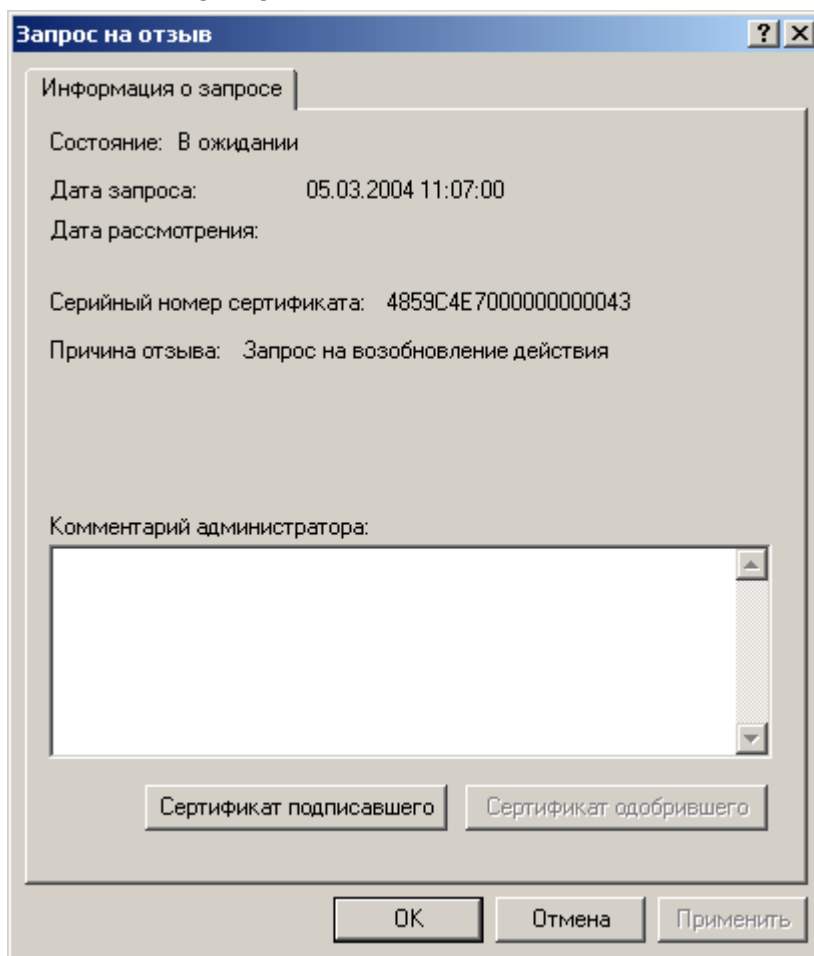 Запрос на отзыв
Информация о запросе
Состояние: В ожидании
Дата запроса: 05.03.2004 11:07:00
Дата рассмотрения:
Серийный номер сертификата: 4859C4E7000000000043
Причина отзыва: Запрос на возобновление действия
Комментарий администратора:
Сертификат подписавшего Сертификат одобрившего
OK Отмена Применить